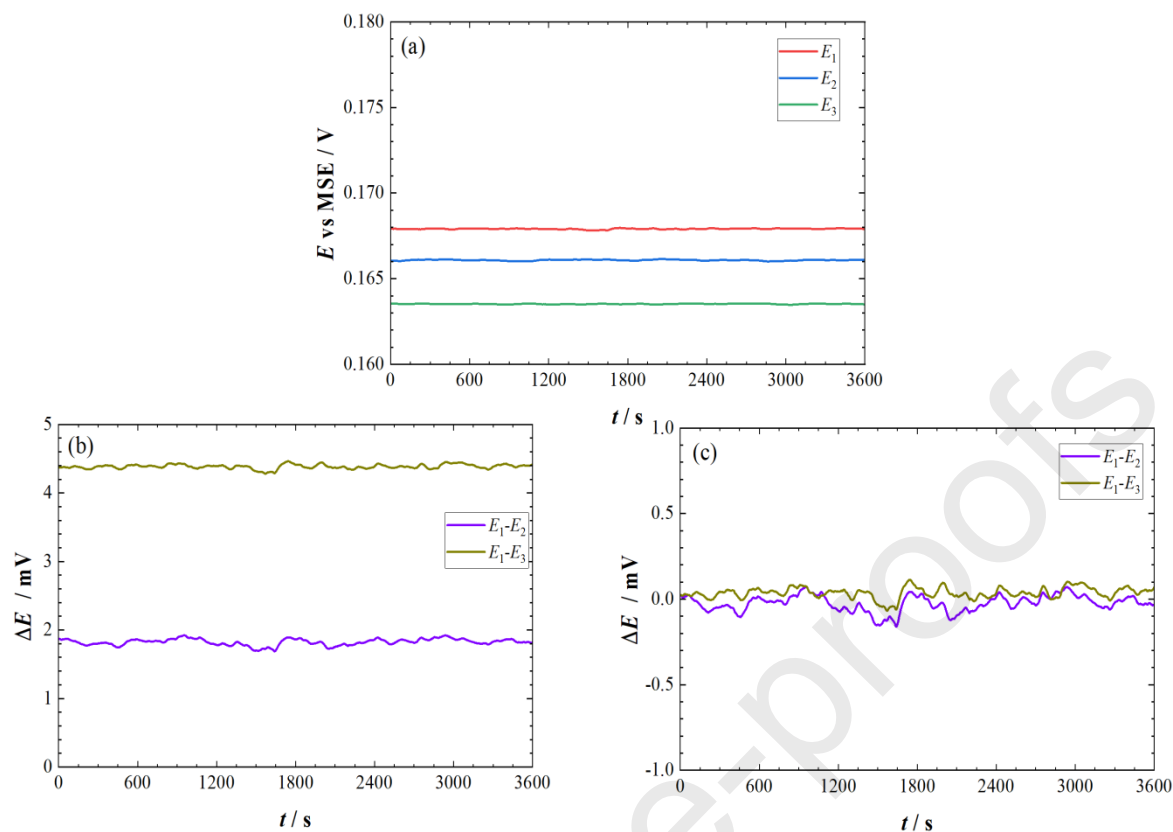 (a)
E1
E2
E3
E vs MSE / V
0.180
0.175
0.170
0.165
0.160
0 600 1200 1800 2400 3000 3600
t / s
(b)
E1-E2
E1-E3
ΔE / mV
5
4
3
2
1
0
0 600 1200 1800 2400 3000 3600
t / s
(c)
E1-E2
E1-E3
ΔE / mV
1.0
0.5
0.0
-0.5
-1.0
0 600 1200 1800 2400 3000 3600
t / s
e-proofs